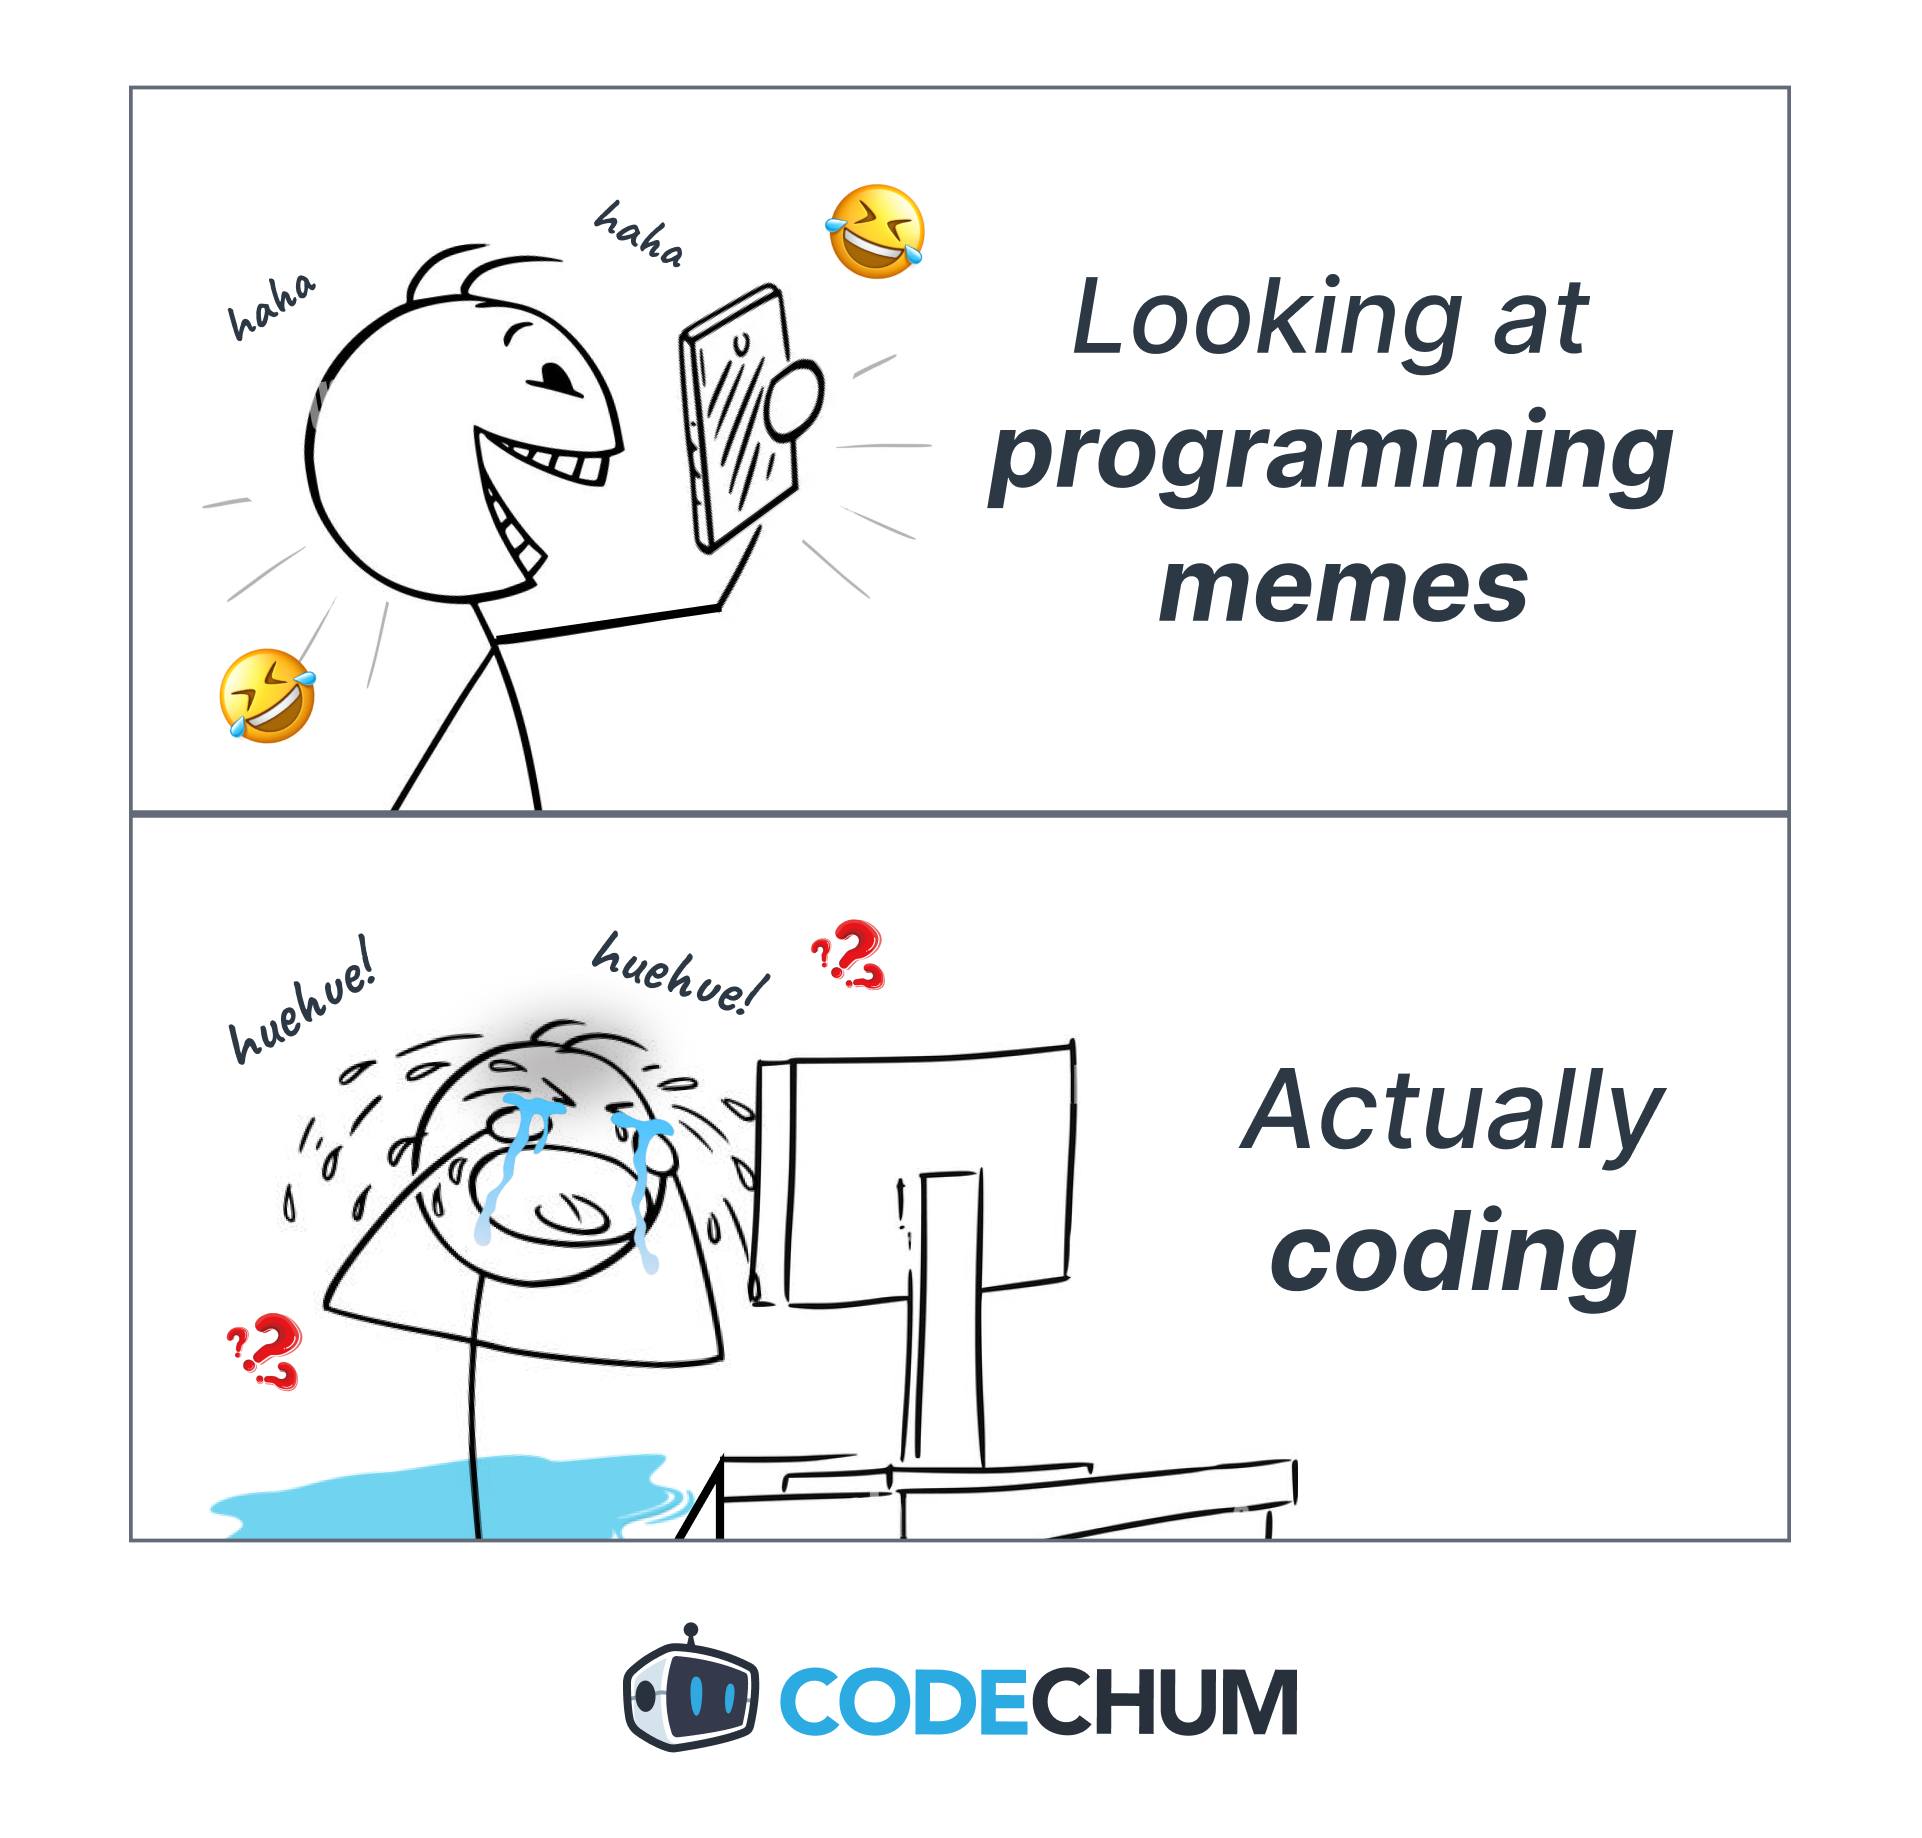 haha
haha
Looking at
programming
memes
huehue!
huehue!
??
??
Actually
coding
CODECHUM